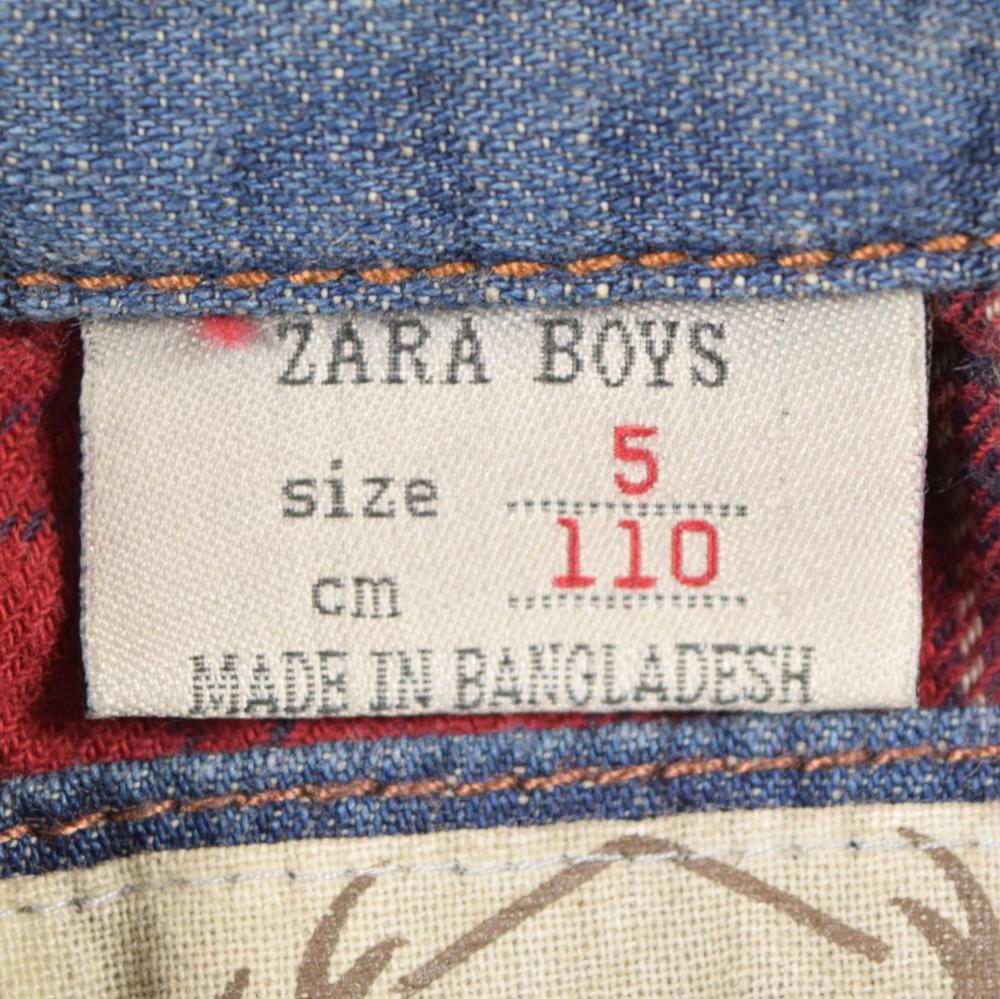 ZARA BOYS
size 5
cm 110
MADE IN BANGLADESH